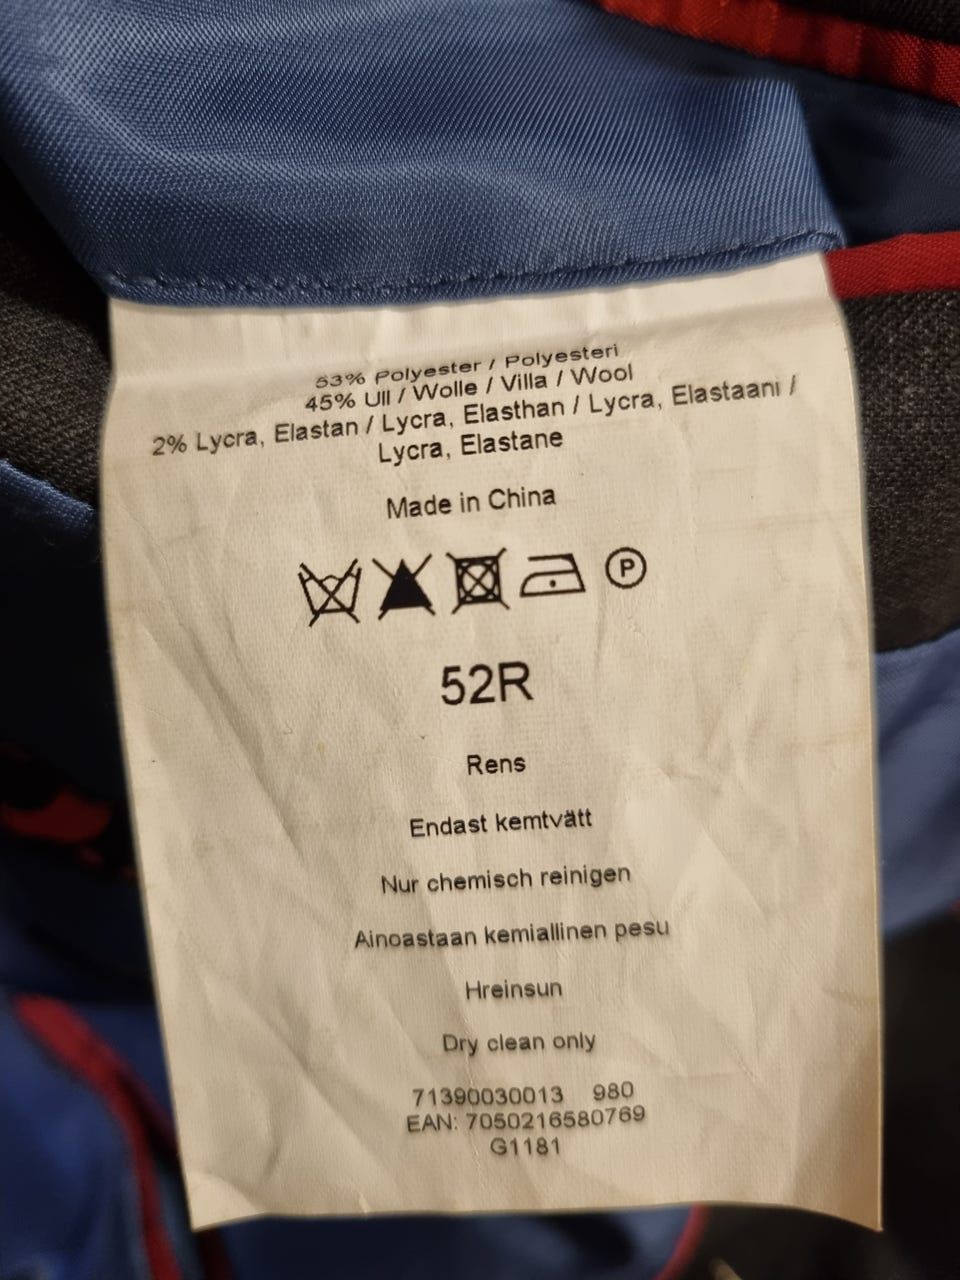 53% Polyester / Polyesteri
45% Ull / Wolle / Villa / Wool
2% Lycra, Elastan / Lycra, Elasthan / Lycra, Elastaani /
Lycra, Elastane
Made in China
P
52R
Rens
Endast kemtvätt
Nur chemisch reinigen
Ainoastaan kemiallinen pesu
Hreinsun
Dry clean only
71390030013 980
EAN: 7050216580769
G1181